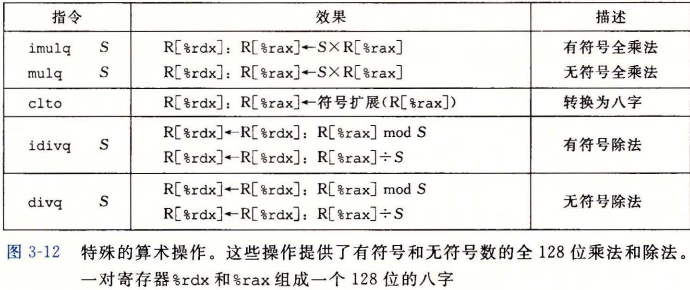 指令 效果 描述
imulq S R[%rdx]：R[%rax]←S×R[%rax] 有符号全乘法
mulq S R[%rdx]：R[%rax]←S×R[%rax] 无符号全乘法
clto R[%rdx]：R[%rax]←符号扩展(R[%rax]) 转换为八字
idivq S R[%rdx]←R[%rdx]：R[%rax] mod S 有符号除法
R[%rdx]←R[%rdx]：R[%rax]÷S
divq S R[%rdx]←R[%rdx]：R[%rax] mod S 无符号除法
R[%rdx]←R[%rdx]：R[%rax]÷S
图 3-12 特殊的算术操作。这些操作提供了有符号和无符号数的全 128 位乘法和除法。
一对寄存器%rdx 和%rax 组成一个 128 位的八字